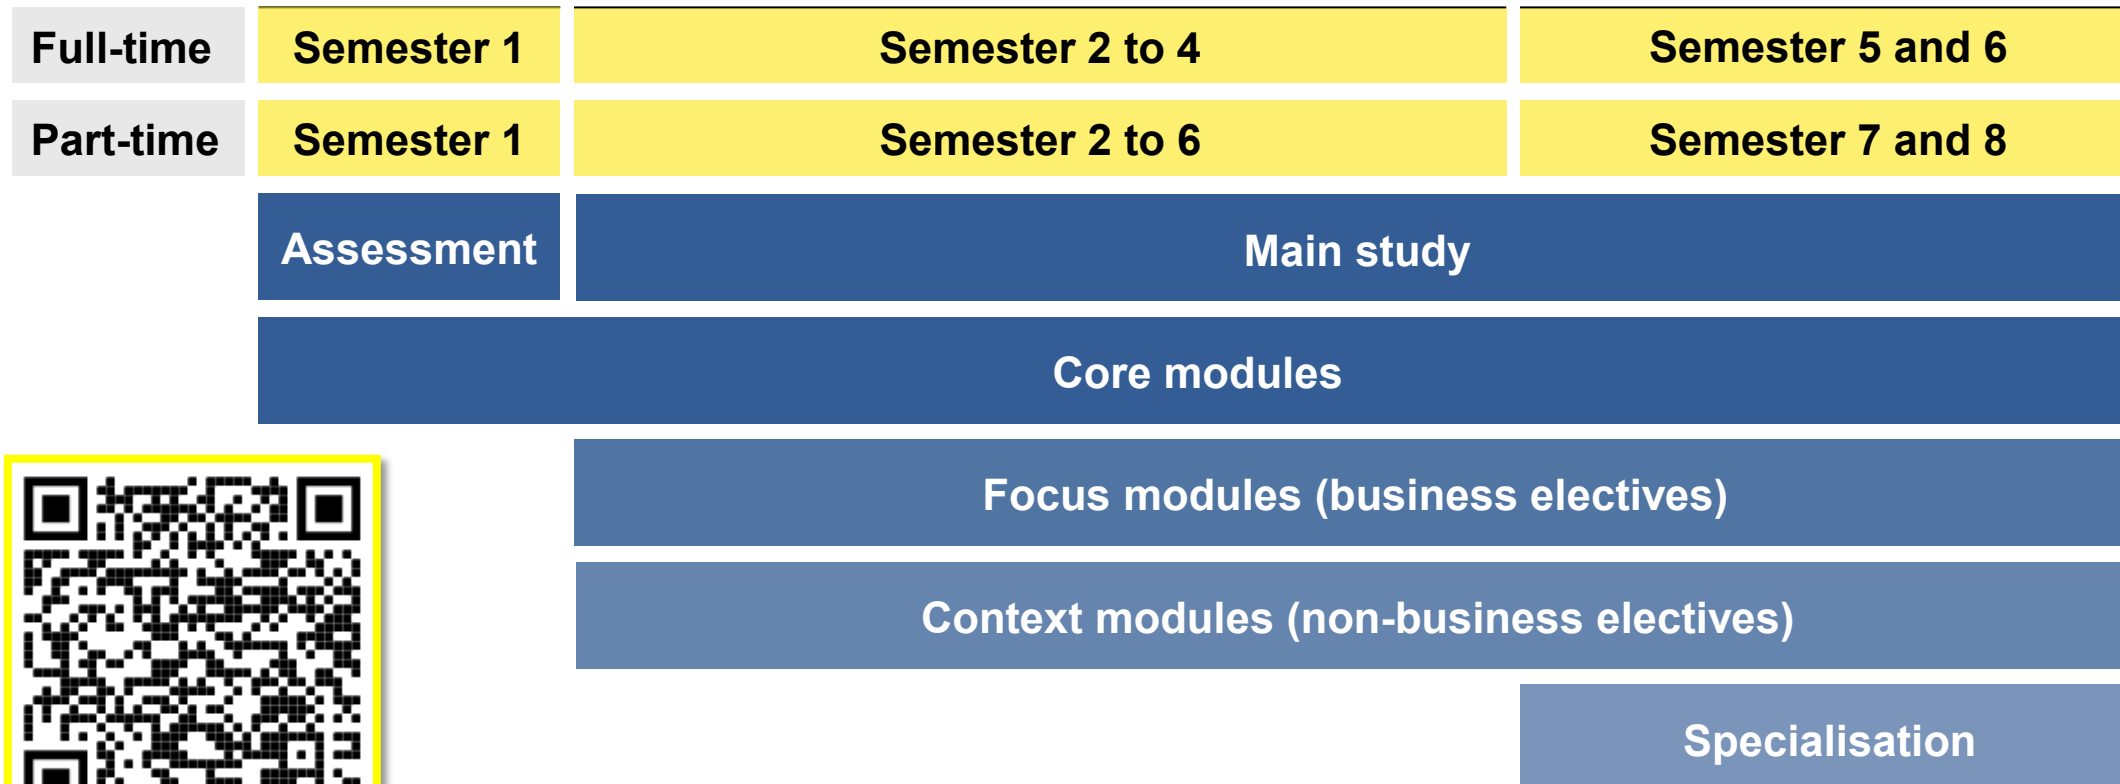 Full-time
Semester 1
Semester 2 to 4
Semester 5 and 6
Part-time
Semester 1
Semester 2 to 6
Semester 7 and 8
Assessment
Main study
Core modules
Focus modules (business electives)
Context modules (non-business electives)
Specialisation